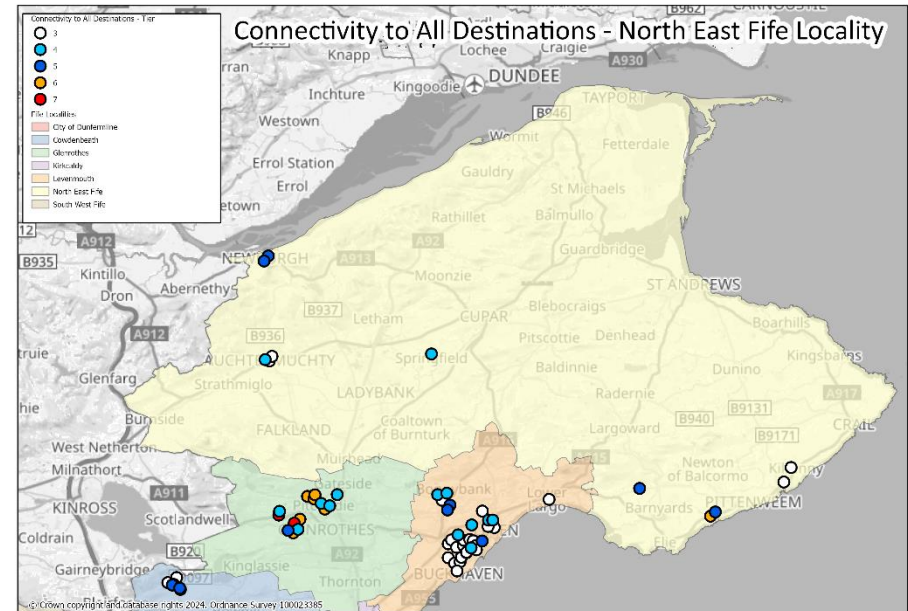 Connectivity to All Destinations - North East Fife Locality
Connectivity to All Destinations - Tier
3
4
5
6
7
Fife Localities
City of Dunfermline
Cowdenbeath
Glenrothes
Kirkcaldy
Levenmouth
North East Fife
South West Fife
B962
CARNOUSTIE
Knapp
Lochee
Craigie
A930
Kingoodie
DUNDEE
Inchture
TAYPORT
B946
Westown
Wormit
Fetterdale
Errol Station
Gauldry
Errol
St Michaels
Rathillet
Balmullo
A912
A92
Guardbridge
B935
A913
Kintillo
Abernethy
Moonzie
ST ANDREWS
Dron
B937
Blebocraigs
A912
Letham
CUPAR
Boarhills
B936
Pitscottie
Denhead
Springfield
Kingsbarns
Glenfarg
Strathmiglo
Baldinnie
Dunino
LADYBANK
Radernie
A917
B9131
Coaltown
of Burnturk
Largoward
B940
FALKLAND
B9171
Newton
of Balcormo
Milnathort
A911
PITTENWEEM
KINROSS
Scotlandwell
Barnyards
Elie
Coldrain
B920
A92
Gairneybridge
Kinglassie
Thornton
A955
© Crown copyright and database rights 2024. Ordnance Survey 100023385